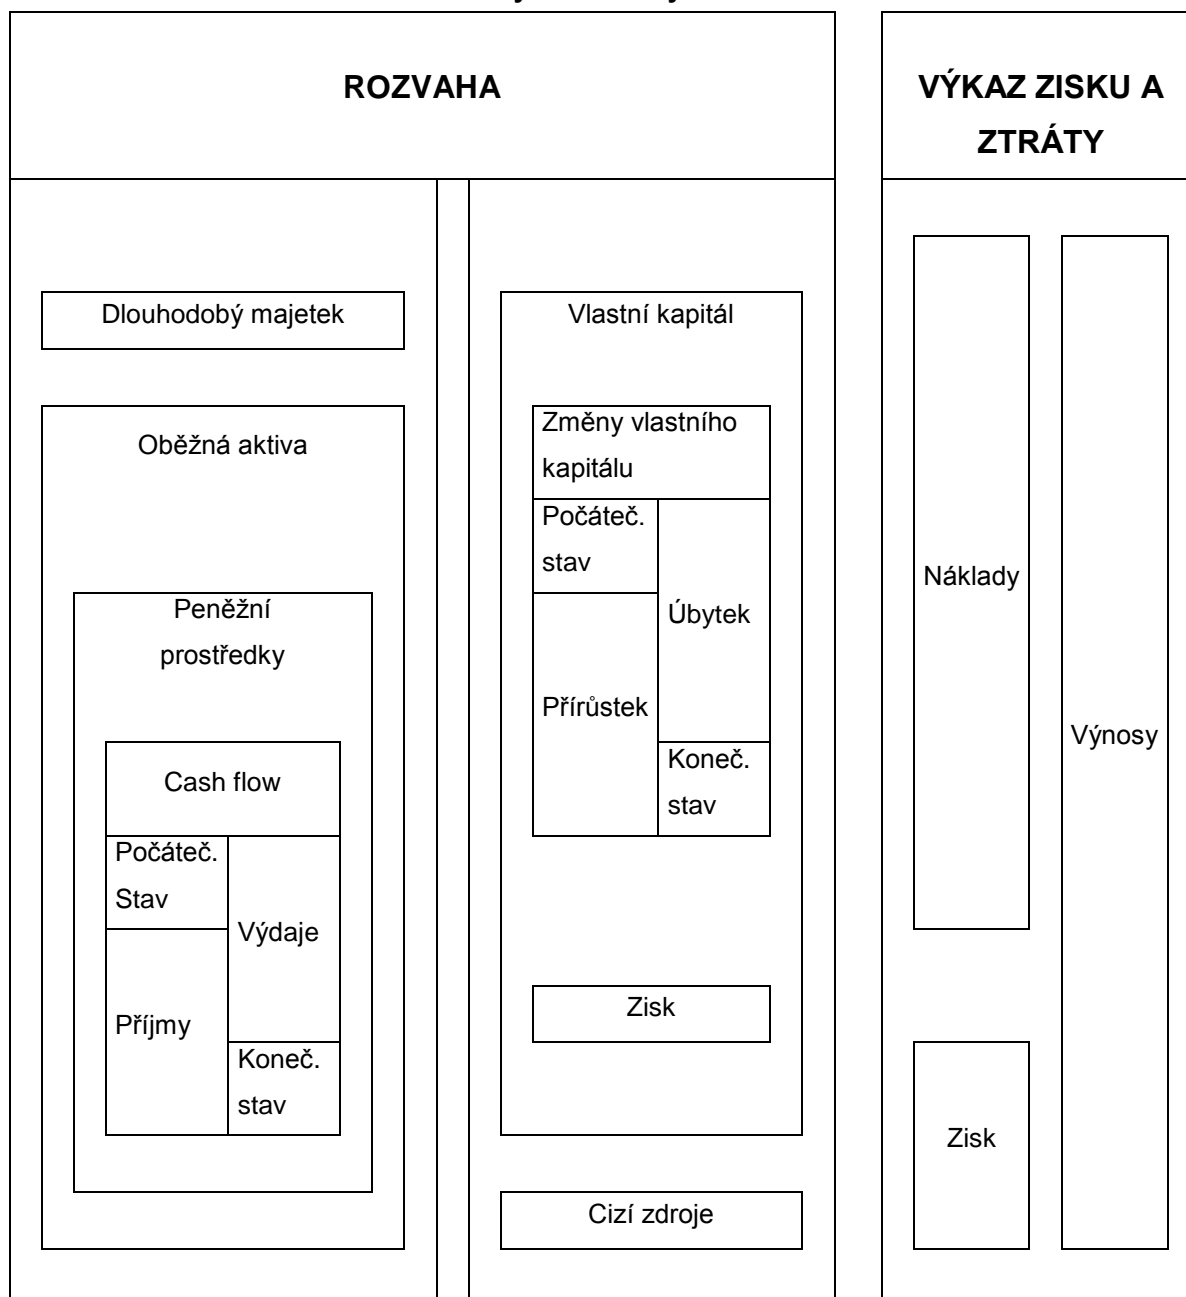 ROZVAHA
VÝKAZ ZISKU A
ZTRÁTY
Dlouhodobý majetek
Oběžná aktiva
Peněžní
prostředky
Cash flow
Počáteč.
Stav
Výdaje
Příjmy
Koneč.
stav
Vlastní kapitál
Změny vlastního
kapitálu
Počáteč.
stav
Úbytek
Přírůstek
Koneč.
stav
Zisk
Cizí zdroje
Náklady
Výnosy
Zisk